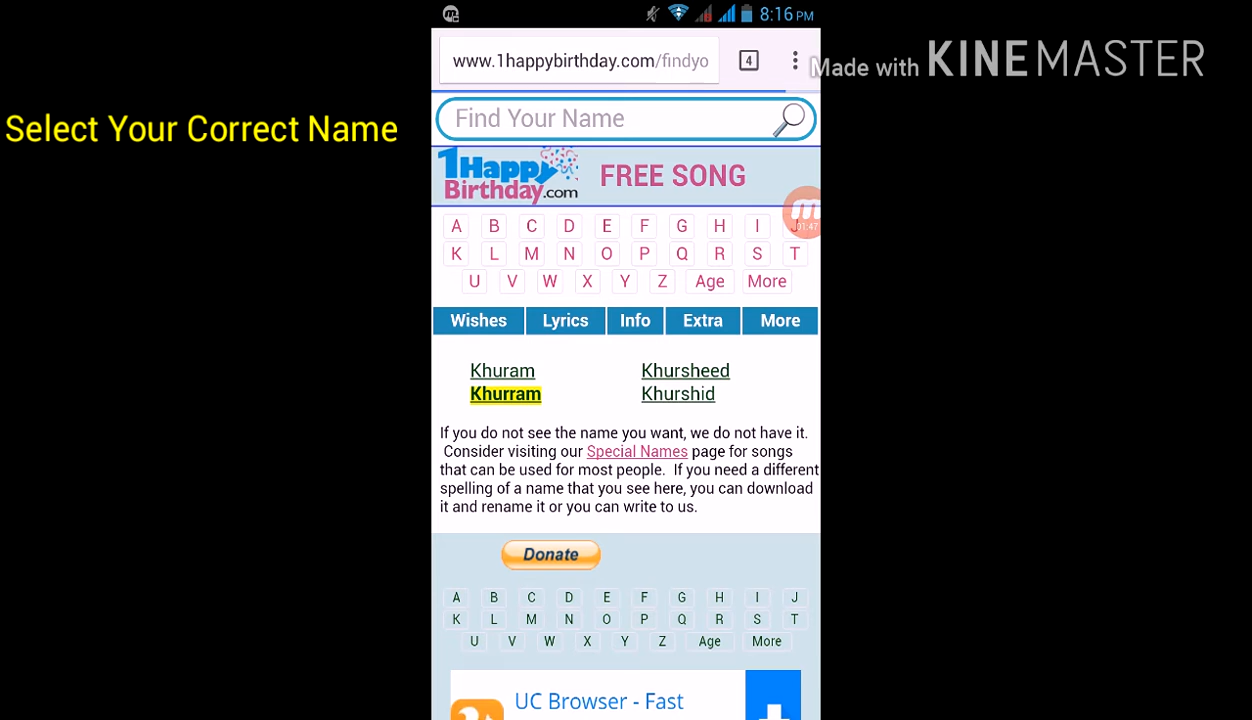 8:16 PM
www.1happybirthday.com/findyo
4
Made with KINEMASTER
Select Your Correct Name
Find Your Name
1Happy Birthday.com FREE SONG
01:47
A B C D E F G H I J
K L M N O P Q R S T
U V W X Y Z Age More
Wishes Lyrics Info Extra More
Khuram Khursheed
Khurram Khurshid
If you do not see the name you want, we do not have it.
Consider visiting our Special Names page for songs
that can be used for most people. If you need a different
spelling of a name that you see here, you can download
it and rename it or you can write to us.
Donate
A B C D E F G H I J
K L M N O P Q R S T
U V W X Y Z Age More
UC Browser - Fast